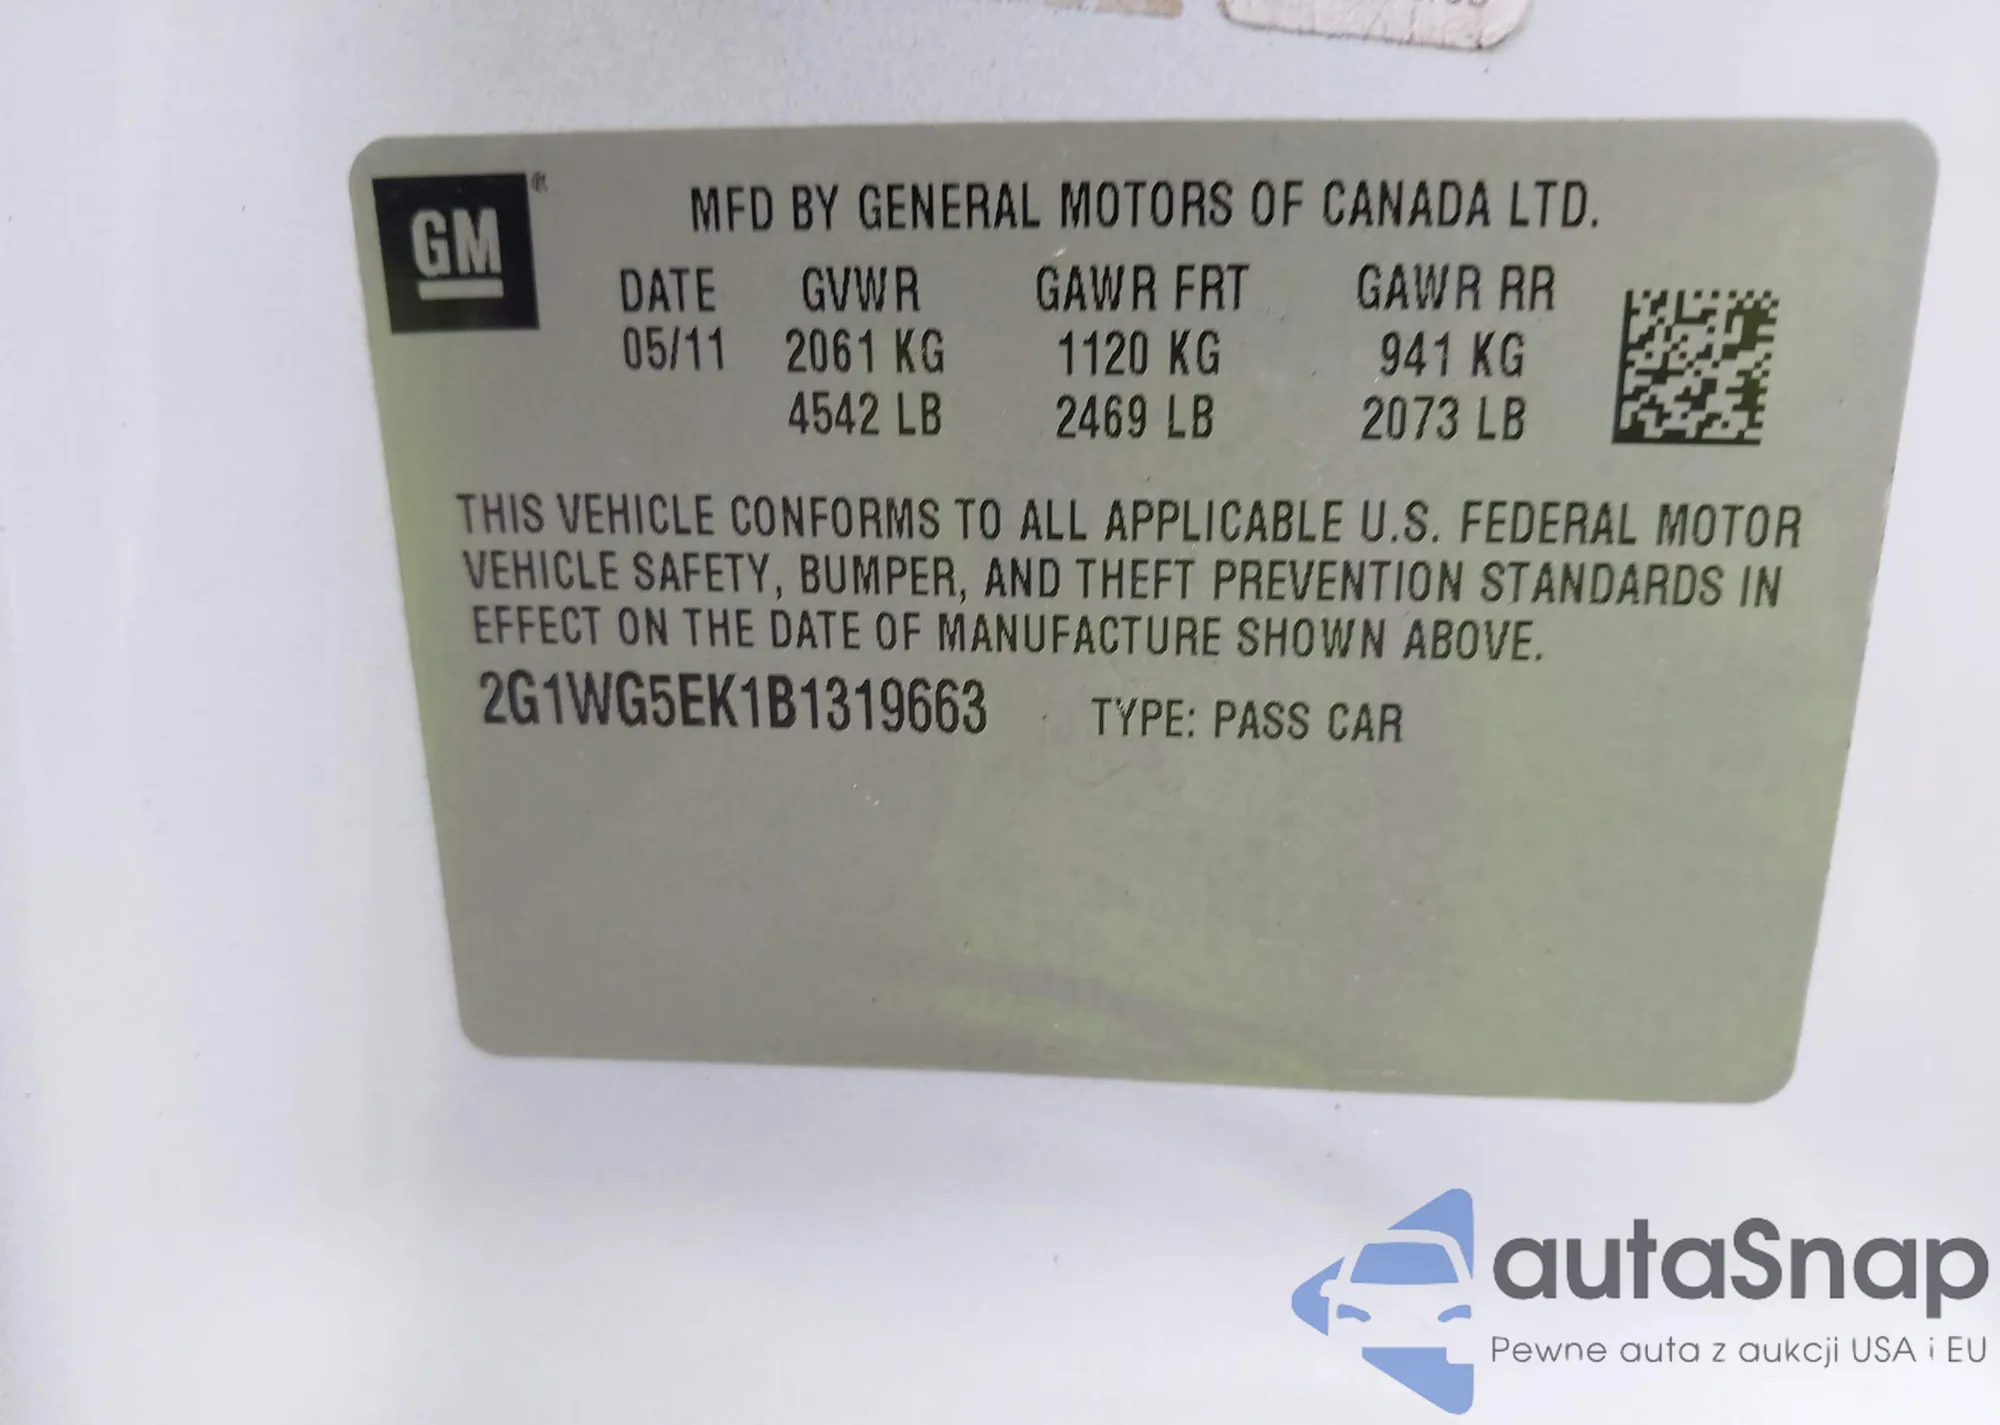 GM
MFD BY GENERAL MOTORS OF CANADA LTD.
DATE GVWR GAWR FRT GAWR RR
05/11 2061 KG 1120 KG 941 KG
4542 LB 2469 LB 2073 LB
THIS VEHICLE CONFORMS TO ALL APPLICABLE U.S. FEDERAL MOTOR
VEHICLE SAFETY, BUMPER, AND THEFT PREVENTION STANDARDS IN
EFFECT ON THE DATE OF MANUFACTURE SHOWN ABOVE.
2G1WG5EK1B1319663 TYPE: PASS CAR
autaSnap
Pewne auta z aukcji USA i EU